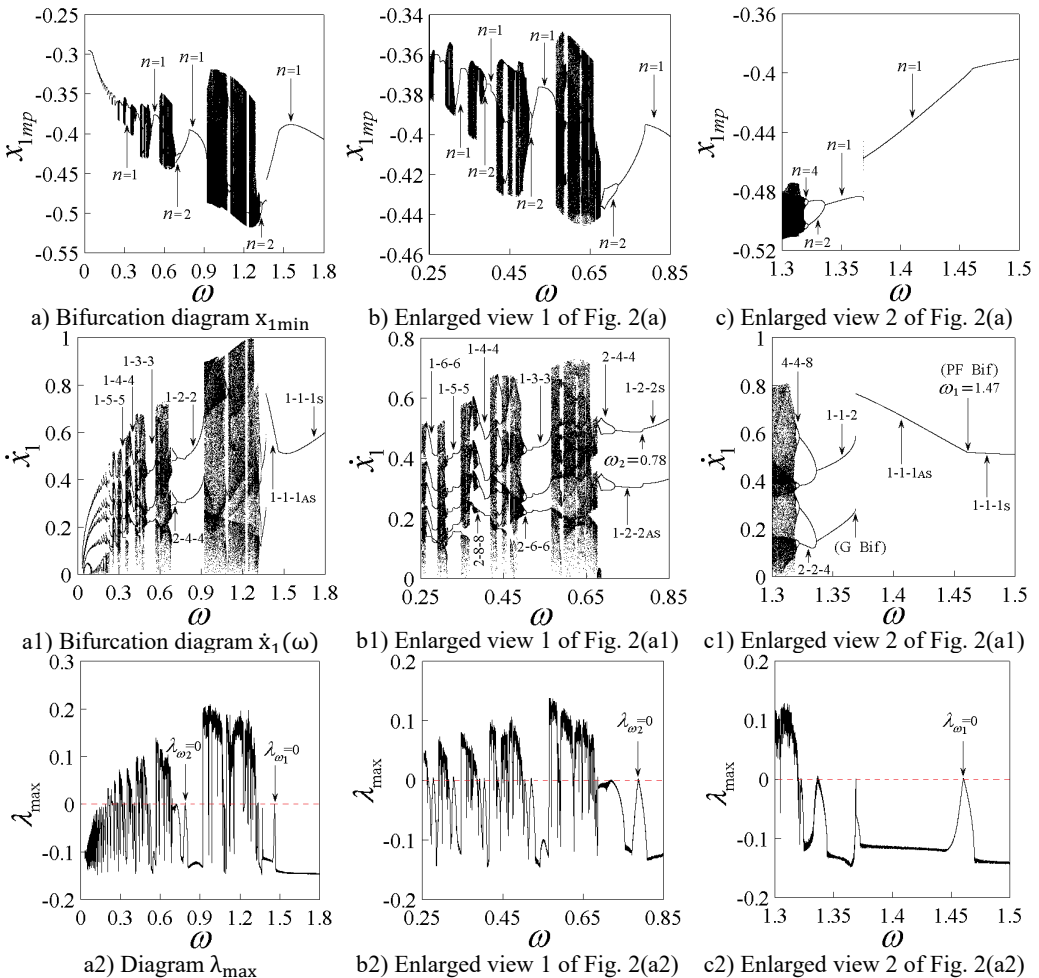 -0.25
-0.3
-0.35
-0.4
-0.45
-0.5
-0.55
x1mp
n=1
n=1
n=1
n=1
n=2
n=2
0 0.3 0.6 0.9 1.2 1.5 1.8
ω
a) Bifurcation diagram x1min
-0.34
-0.36
-0.38
-0.4
-0.42
-0.44
-0.46
x1mp
n=1
n=1
n=1
n=1
n=2
n=2
n=2
0.25 0.45 0.65 0.85
ω
b) Enlarged view 1 of Fig. 2(a)
-0.36
-0.4
-0.44
-0.48
-0.52
x1mp
n=1
n=4
n=1
n=2
1.3 1.35 1.4 1.45 1.5
ω
c) Enlarged view 2 of Fig. 2(a)
1
0.8
0.6
0.4
0.2
0
ẋ1
1-3-3
1-4-4
1-5-5
1-2-2
1-1-1s
1-1-1As
2-4-4
0 0.3 0.6 0.9 1.2 1.5 1.8
ω
a1) Bifurcation diagram ẋ1(ω)
0.8
0.6
0.4
0.2
0
ẋ1
1-6-6
1-4-4
2-4-4
1-5-5
1-3-3
1-2-2s
ω2=0.78
1-2-2As
2-8-8
2-6-6
0.25 0.45 0.65 0.85
ω
b1) Enlarged view 1 of Fig. 2(a1)
1
0.8
0.6
0.4
0.2
0
ẋ1
4-4-8
(PF Bif)
ω1=1.47
1-1-2
1-1-1As
1-1-1s
(G Bif)
2-2-4
1.3 1.35 1.4 1.45 1.5
ω
c1) Enlarged view 2 of Fig. 2(a1)
0.3
0.2
0.1
0
-0.1
-0.2
λmax
λω2=0
λω1=0
0 0.3 0.6 0.9 1.2 1.5 1.8
ω
a2) Diagram λmax
0.2
0.1
0
-0.1
-0.2
λmax
λω2=0
0.25 0.45 0.65 0.85
ω
b2) Enlarged view 1 of Fig. 2(a2)
0.2
0.1
0
-0.1
-0.2
λmax
λω1=0
1.3 1.35 1.4 1.45 1.5
ω
c2) Enlarged view 2 of Fig. 2(a2)